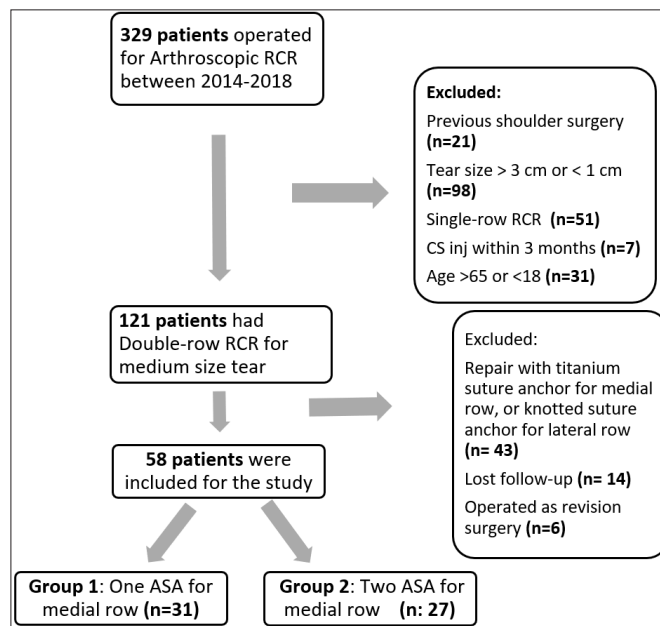 329 patients operated
for Arthroscopic RCR
between 2014-2018
Excluded:
Previous shoulder surgery
(n=21)
Tear size > 3 cm or < 1 cm
(n=98)
Single-row RCR (n=51)
CS inj within 3 months (n=7)
Age >65 or <18 (n=31)
121 patients had
Double-row RCR for
medium size tear
Excluded:
Repair with titanium
suture anchor for medial
row, or knotted suture
anchor for lateral row
(n= 43)
Lost follow-up (n= 14)
Operated as revision
surgery (n=6)
58 patients were
included for the study
Group 1: One ASA for
medial row (n=31)
Group 2: Two ASA for
medial row (n: 27)